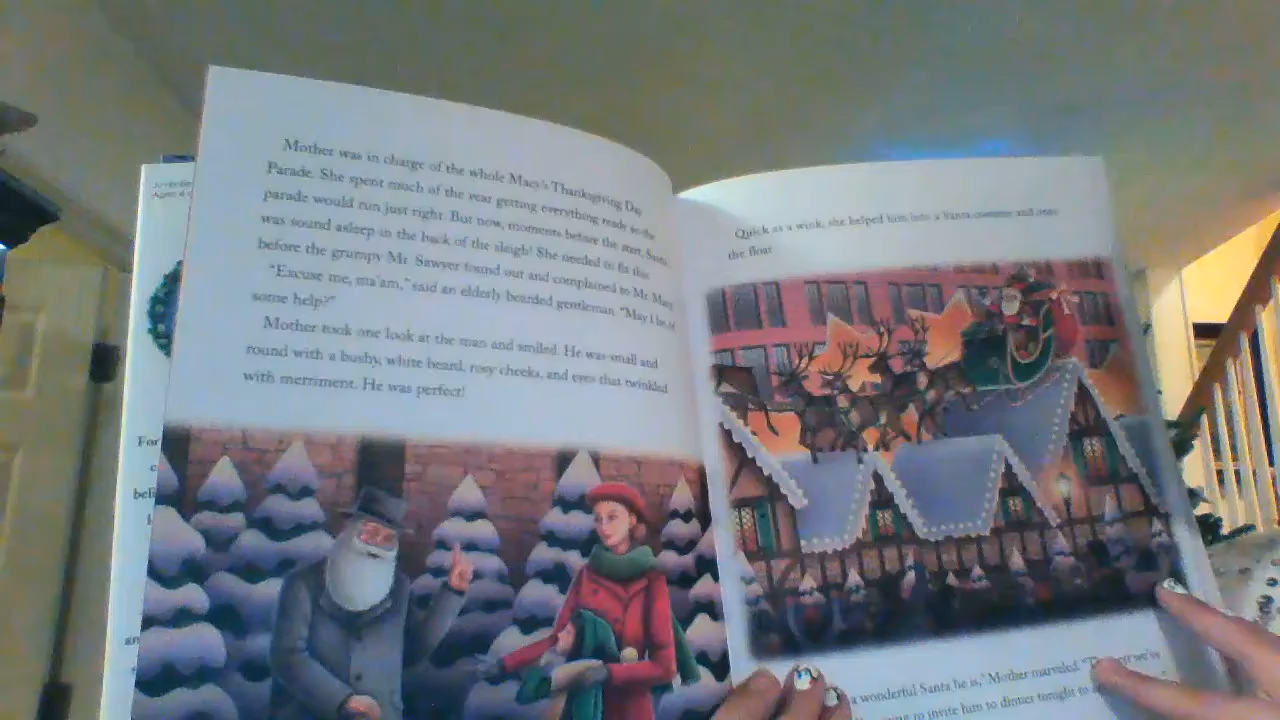 Mother was in charge of the whole Macy's Thanksgiving Day
Parade. She spent much of the year getting everything ready so the
parade would run just right. But now, moments before the start, Santa
was sound asleep in the back of the sleigh! She needed to fix this
before the grumpy Mr. Sawyer found out and complained to Mr. Macy.
"Excuse me, ma'am," said an elderly bearded gentleman. "May I be of
some help?"
Mother took one look at the man and smiled. He was small and
round with a bushy, white beard, rosy cheeks, and eyes that twinkled
with merriment. He was perfect!
Quick as a wink, she helped him into a Santa costume and onto
the float.
a wonderful Santa he is," Mother marveled.
going to invite him to dinner tonight to
Ages 4
For